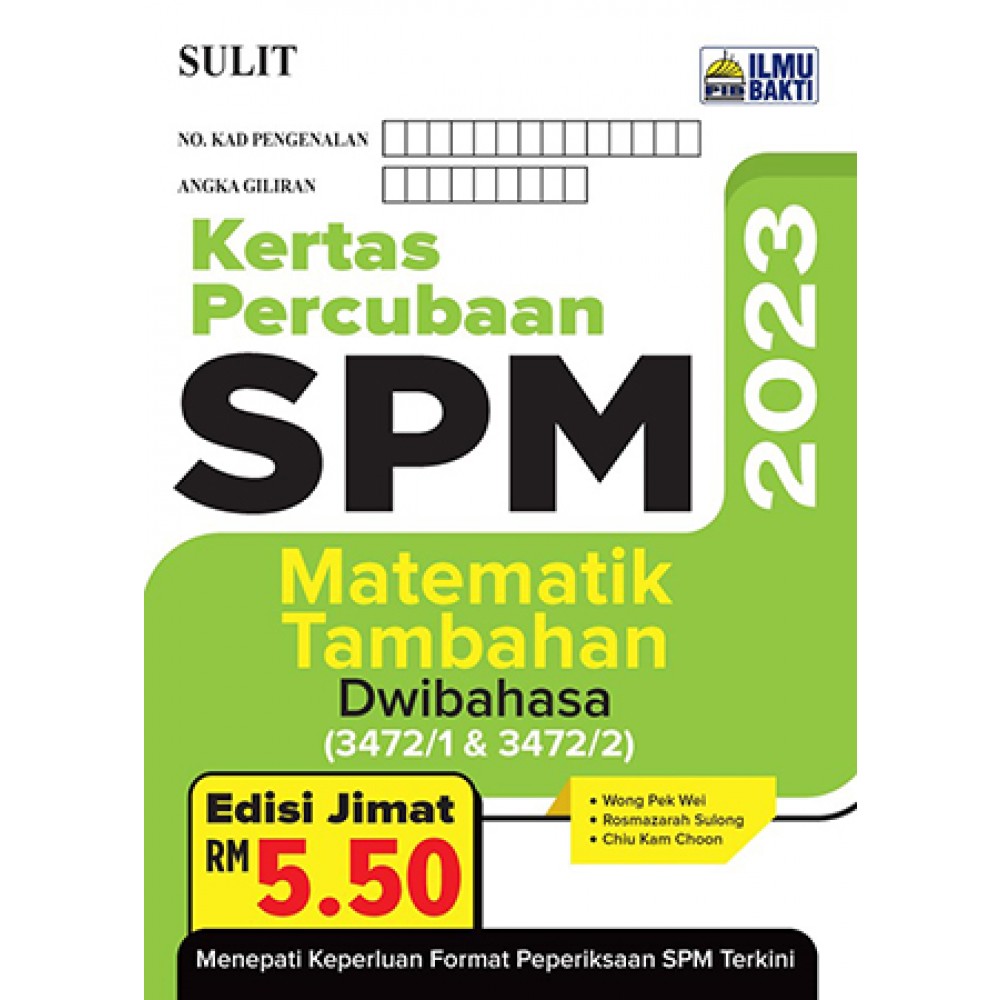 SULIT
PIB
ILMU
BAKTI
NO. KAD PENGENALAN
ANGKA GILIRAN
Kertas
Percubaan
SPM
2023
Matematik
Tambahan
Dwibahasa
(3472/1 & 3472/2)
Edisi Jimat
RM 5.50
• Wong Pek Wei
• Rosmazarah Sulong
• Chiu Kam Choon
Menepati Keperluan Format Peperiksaan SPM Terkini